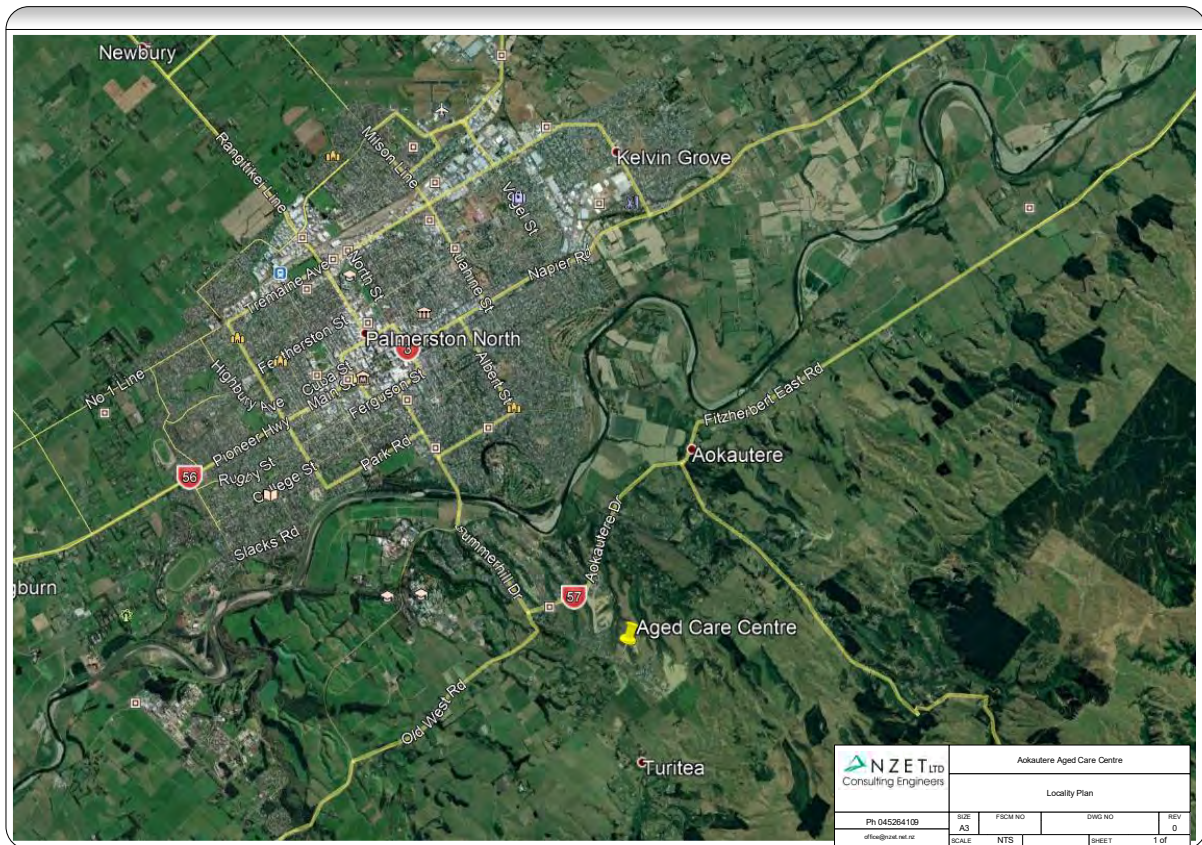 Newbury
Rangitikei Line
Milson Line
Kelvin Grove
Vogel St
Napier Rd
Ruahine St
North St
Tremaine Ave
Featherston St
Palmerston North
3
Cuba St
Main St
Ferguson St
Albert St
Highbury Ave
No 1 Line
Pioneer Hwy
56
Rugby St
College St
Park Rd
Slacks Rd
gburn
Fitzherbert East Rd
Aokautere
Aokautere Dr
Summerhill Dr
57
Aged Care Centre
Old West Rd
Turitea
NZET LTD
Consulting Engineers
Ph 045264109
office@nzet.net.nz
Aokautere Aged Care Centre
Locality Plan
SIZE FSCM NO DWG NO REV
A3 0
SCALE NTS SHEET 1 of